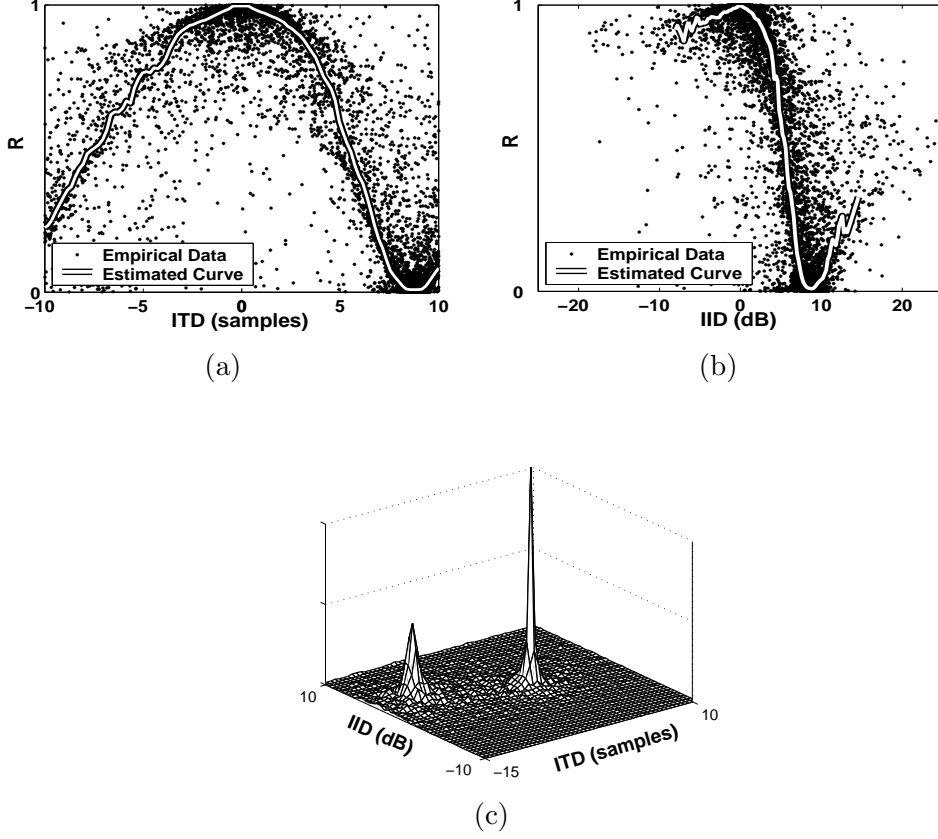 1
R
0
Empirical Data
Estimated Curve
−10 −5 0 5 10
ITD (samples)
(a)
1
R
0
Empirical Data
Estimated Curve
−20 −10 0 10 20
IID (dB)
(b)
10
IID (dB)
−10
−15
ITD (samples)
10
(c)